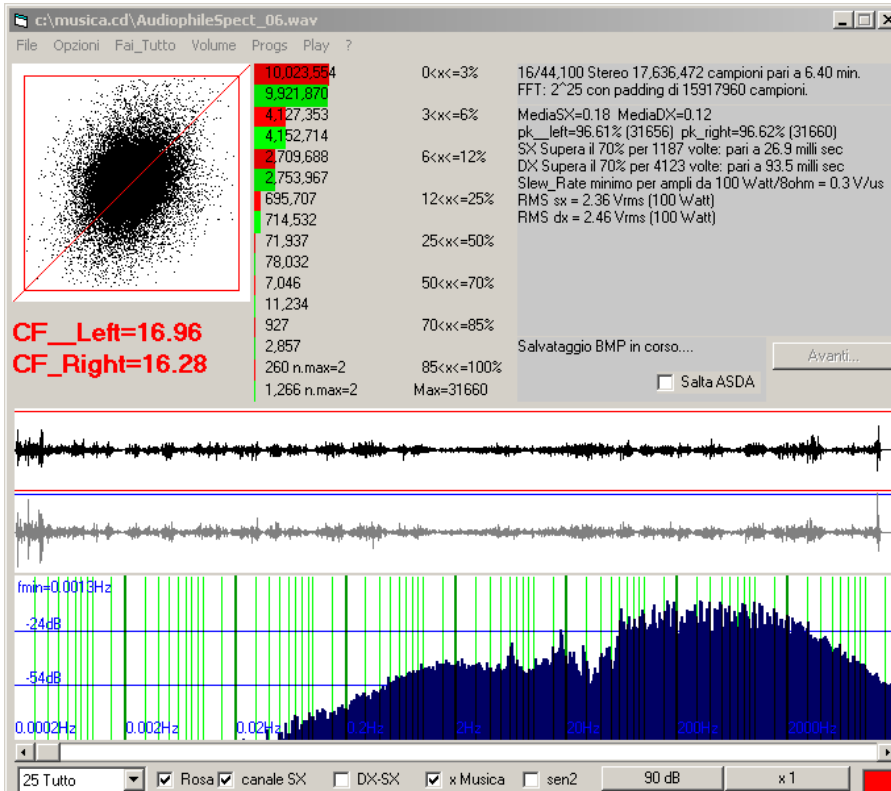 c:\musica.cd\AudiophileSpect_06.wav
File Opzioni Fai_Tutto Volume Progs Play ?
10,023,554 0<x<=3%
9,921,870
4,127,353 3<x<=6%
4,152,714
2,709,688 6<x<=12%
2,753,967
695,707 12<x<=25%
714,532
71,937 25<x<=50%
78,032
7,046 50<x<=70%
11,234
927 70<x<=85%
2,857
260 n.max=2 85<x<=100%
1,266 n.max=2 Max=31660
16/44,100 Stereo 17,636,472 campioni pari a 6.40 min.
FFT: 2^25 con padding di 15917960 campioni.
MediaSX=0.18 MediaDX=0.12
pk__left=96.61% (31656) pk_right=96.62% (31660)
SX Supera il 70% per 1187 volte: pari a 26.9 milli sec
DX Supera il 70% per 4123 volte: pari a 93.5 milli sec
Slew_Rate minimo per ampli da 100 Watt/8ohm = 0.3 V/us
RMS sx = 2.36 Vrms (100 Watt)
RMS dx = 2.46 Vrms (100 Watt)
CF__Left=16.96
CF_Right=16.28
Salvataggio BMP in corso....
Avanti...
Salta ASDA
fmin=0.0013Hz
-24dB
-54dB
0.0002Hz 0.002Hz 0.02Hz 0.2Hz 2Hz 20Hz 200Hz 2000Hz
25 Tutto Rosa canale SX DX-SX x Musica sen2 90 dB x 1